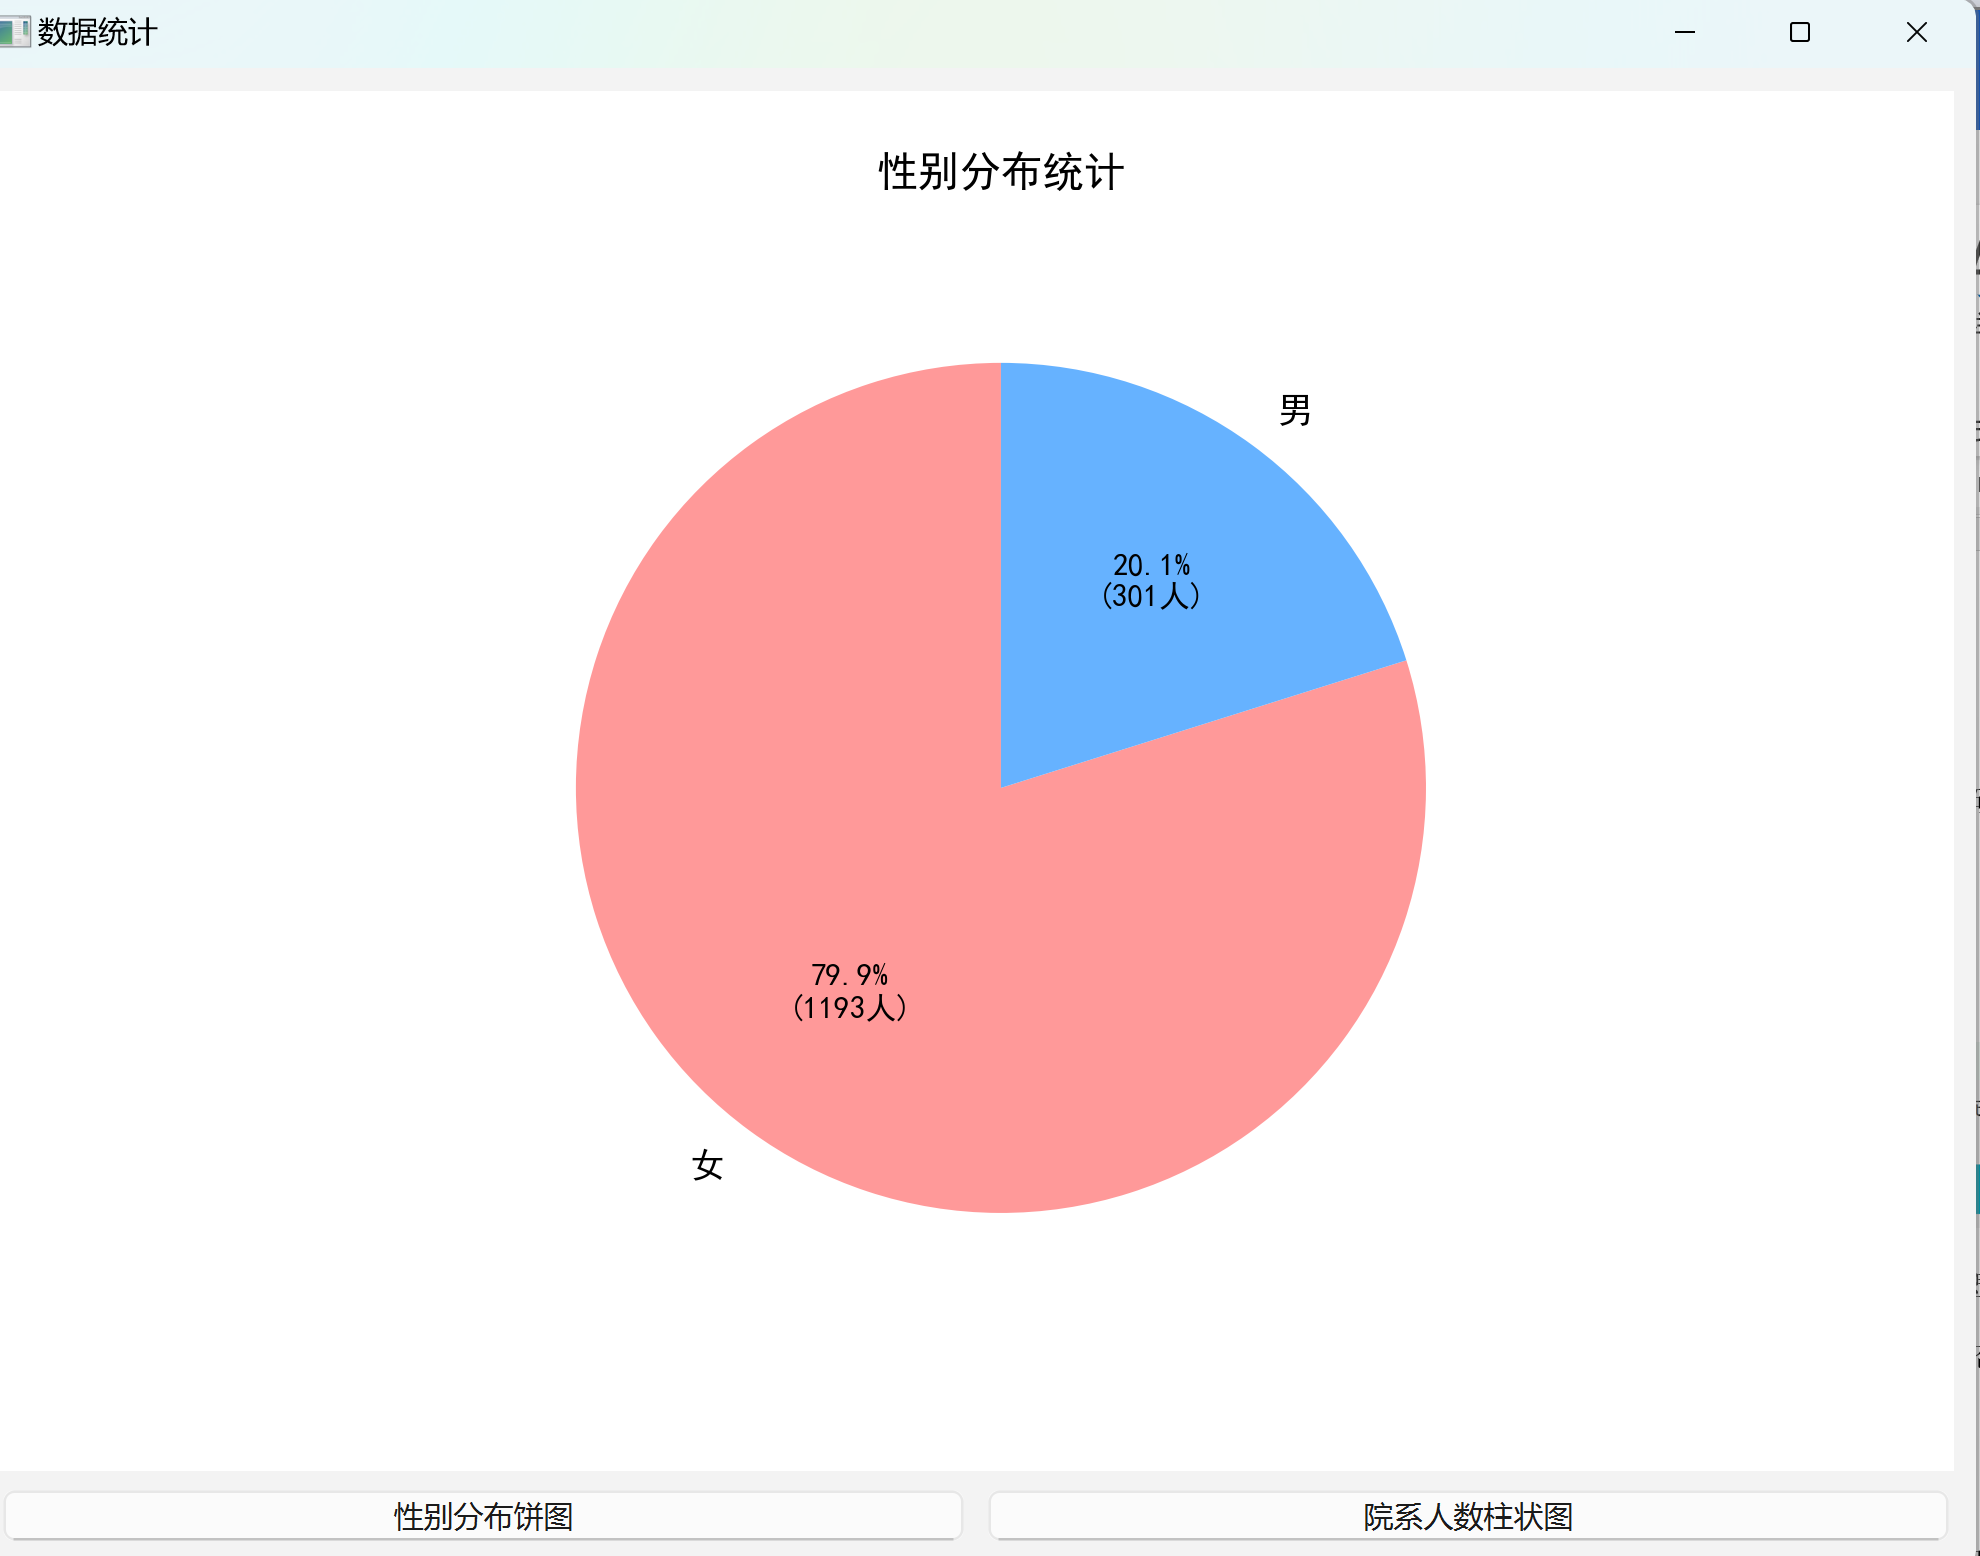 数据统计
性别分布统计
男
20.1%
(301人)
79.9%
(1193人)
女
性别分布饼图
院系人数柱状图